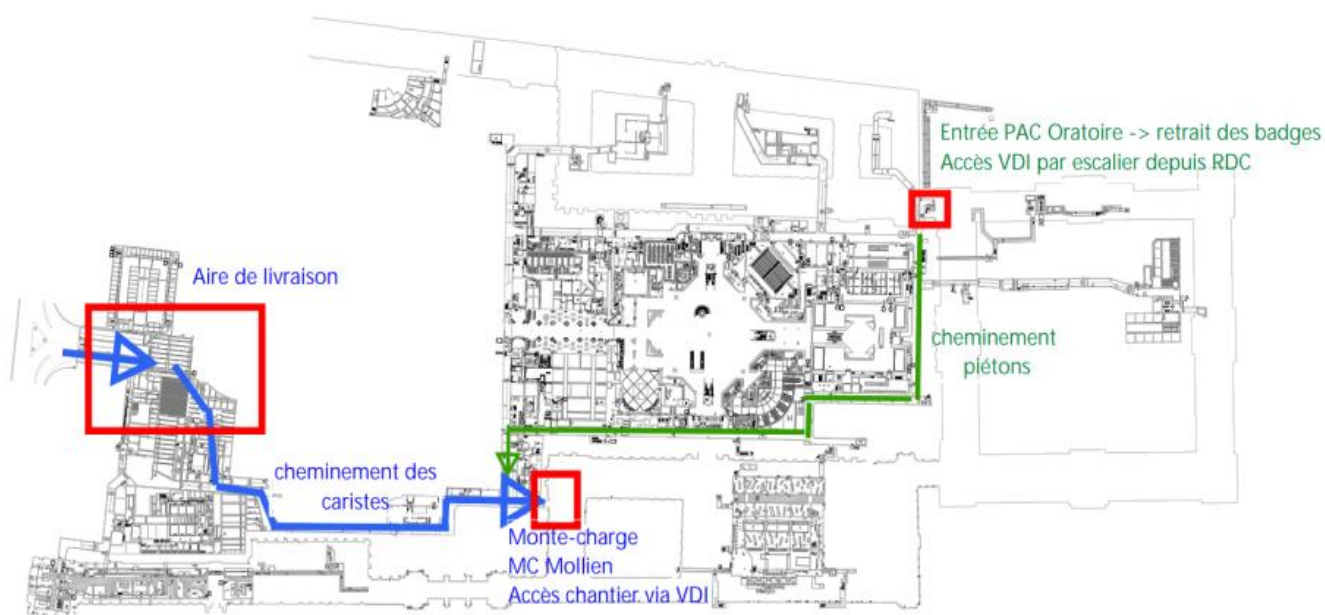 Entrée PAC Oratoire -> retrait des badges
Accès VDI par escalier depuis RDC
Aire de livraison
cheminement
piétons
cheminement des
caristes
Monte-charge
MC Mollien
Accès chantier via VDI